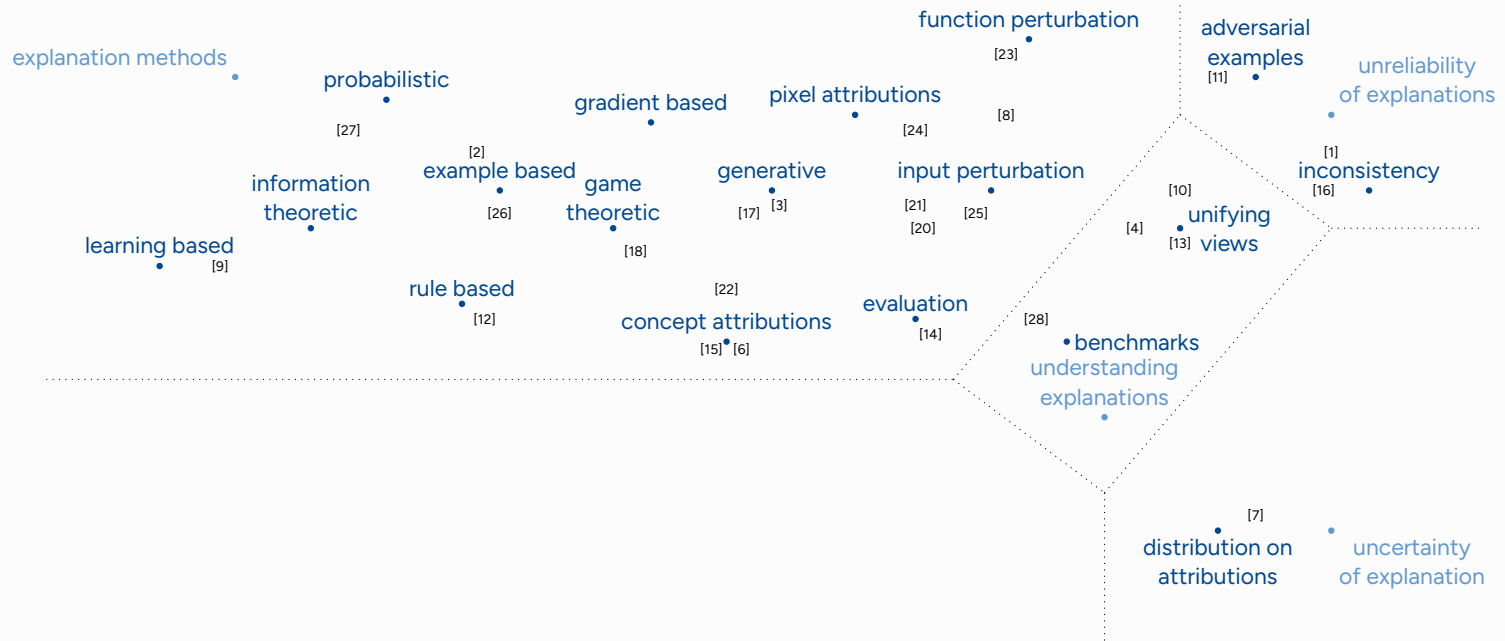 function perturbation
adversarial
examples
explanation methods
[23]
unreliability
of explanations
probabilistic
[11]
gradient based
pixel attributions
[8]
[27]
[24]
[2]
[1]
example based
generative
input perturbation
inconsistency
information
theoretic
game
theoretic
[10]
[16]
[26]
[17]
[3]
[21]
[25]
unifying
views
[20]
[4]
[13]
learning based
[9]
[18]
rule based
[22]
evaluation
[12]
concept attributions
[14]
[28]
[15]
[6]
benchmarks
understanding
explanations
[7]
distribution on
attributions
uncertainty
of explanation